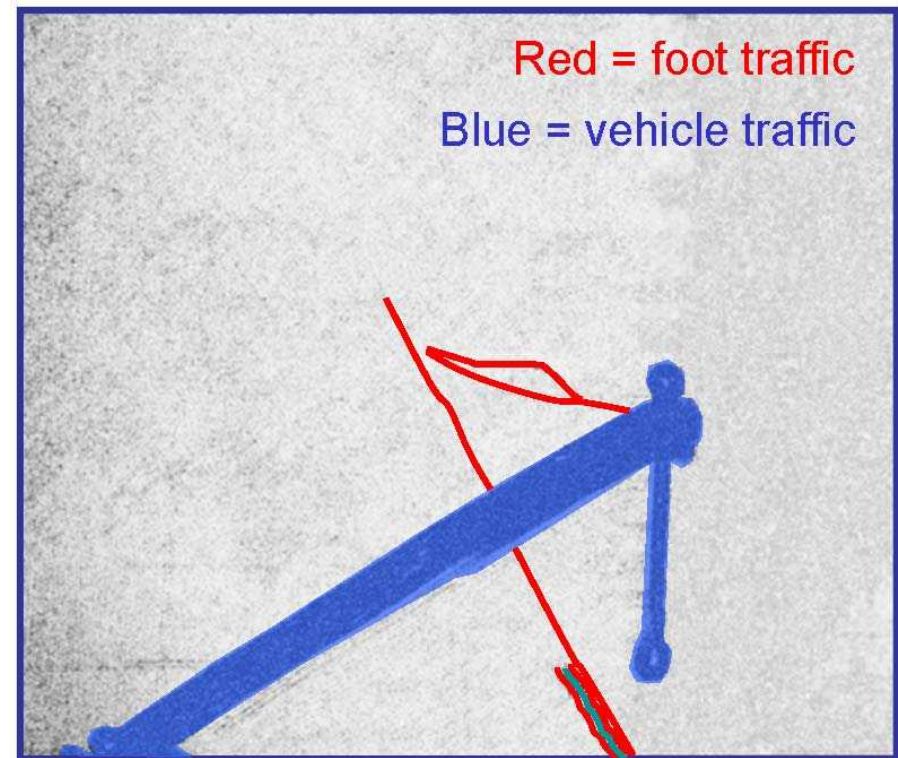 Red = foot traffic
Blue = vehicle traffic